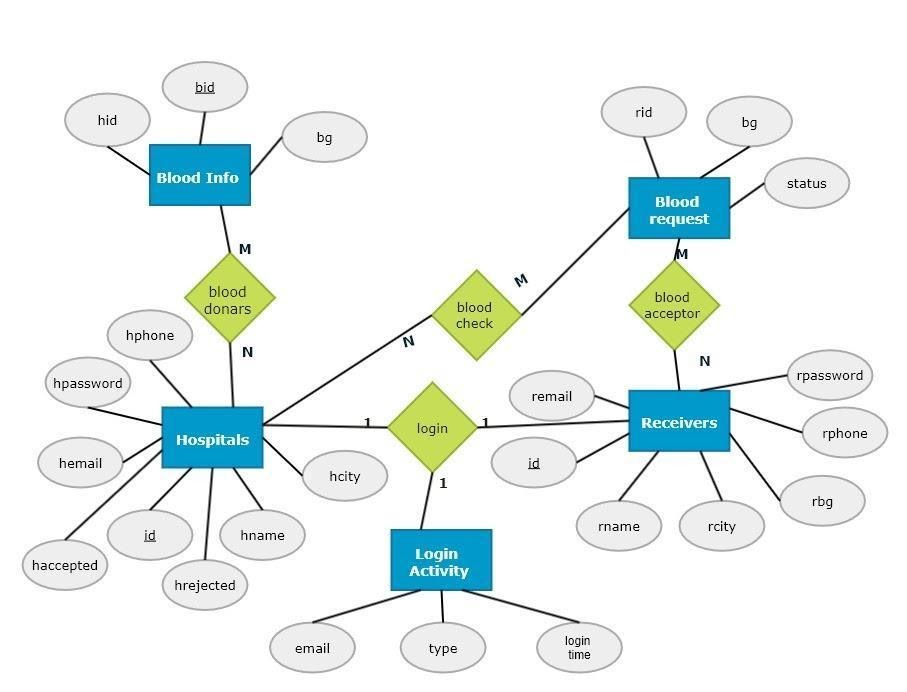 bid
hid
bg
Blood Info
rid
bg
status
Blood
request
M
blood
donars
N
M
blood
check
N
M
blood
acceptor
N
hphone
hpassword
hemail
Hospitals
haccepted
id
hrejected
hname
hcity
1
login
1
1
remail
id
Receivers
rpassword
rphone
rbg
rname
rcity
Login
Activity
email
type
login
time